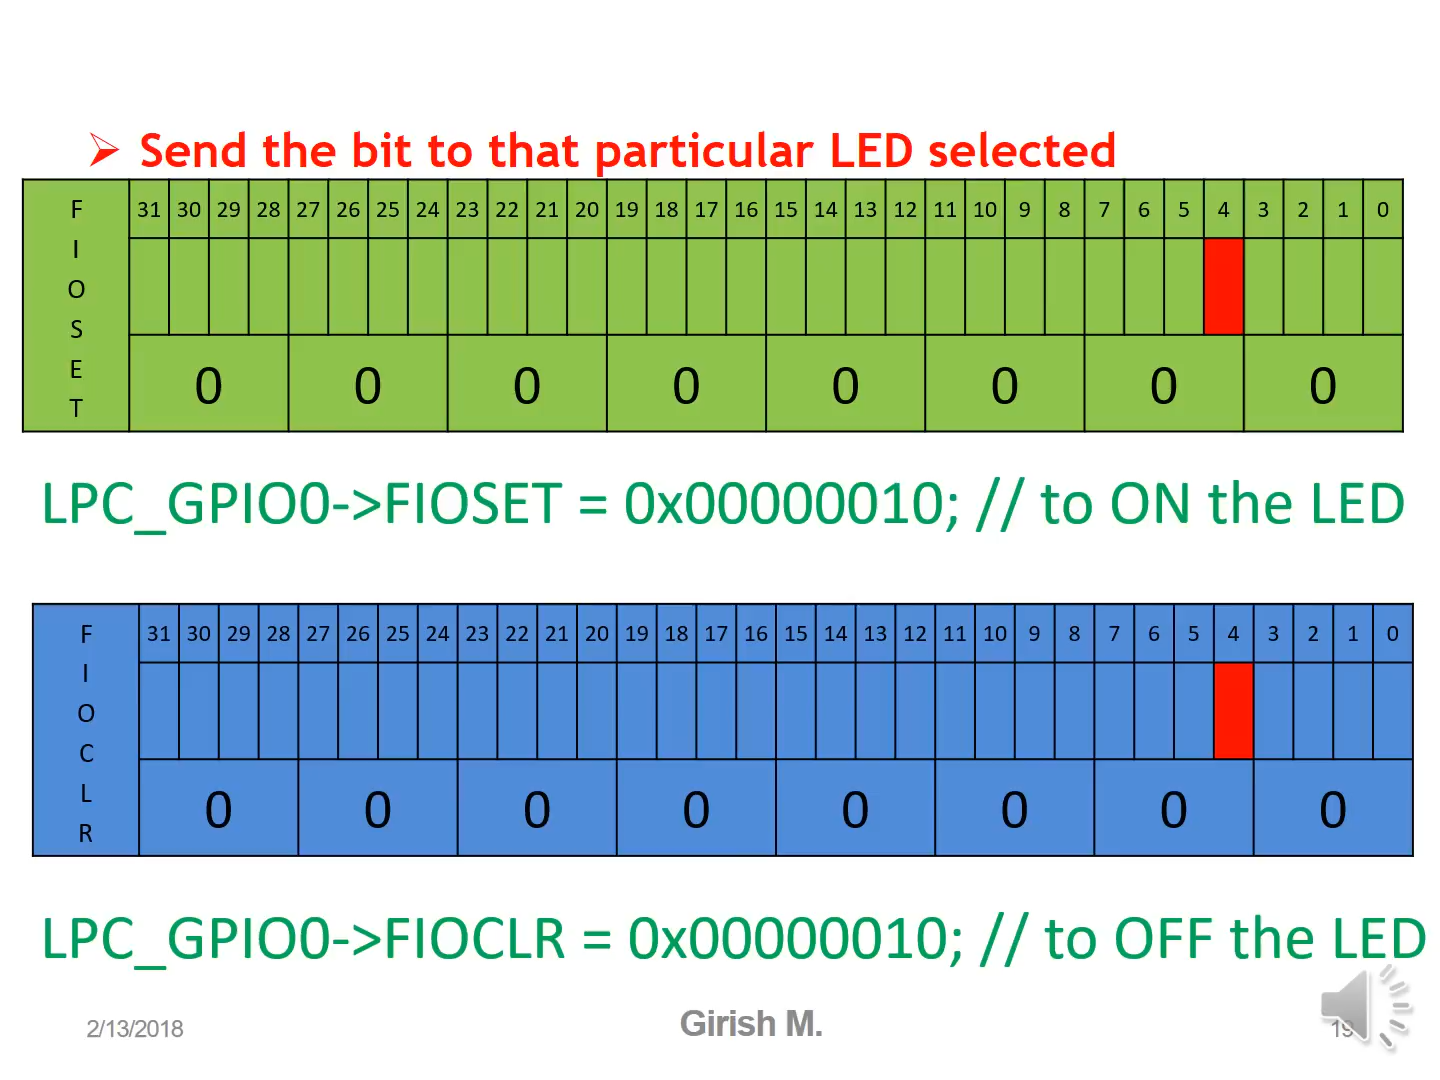 ➢ Send the bit to that particular LED selected
F I O S E T
31 30 29 28 27 26 25 24 23 22 21 20 19 18 17 16 15 14 13 12 11 10 9 8 7 6 5 4 3 2 1 0
0 0 0 0 0 0 0 0
LPC_GPIO0->FIOSET = 0x00000010; // to ON the LED
F I O C L R
31 30 29 28 27 26 25 24 23 22 21 20 19 18 17 16 15 14 13 12 11 10 9 8 7 6 5 4 3 2 1 0
0 0 0 0 0 0 0 0
LPC_GPIO0->FIOCLR = 0x00000010; // to OFF the LED
2/13/2018
Girish M.
19